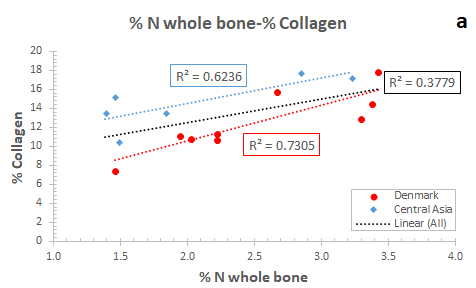 % N whole bone-% Collagen
a
20
18
16
14
12
10
8
6
4
2
0
% Collagen
R² = 0.6236
R² = 0.3779
R² = 0.7305
Denmark
Central Asia
Linear (All)
1.0 1.5 2.0 2.5 3.0 3.5 4.0
% N whole bone